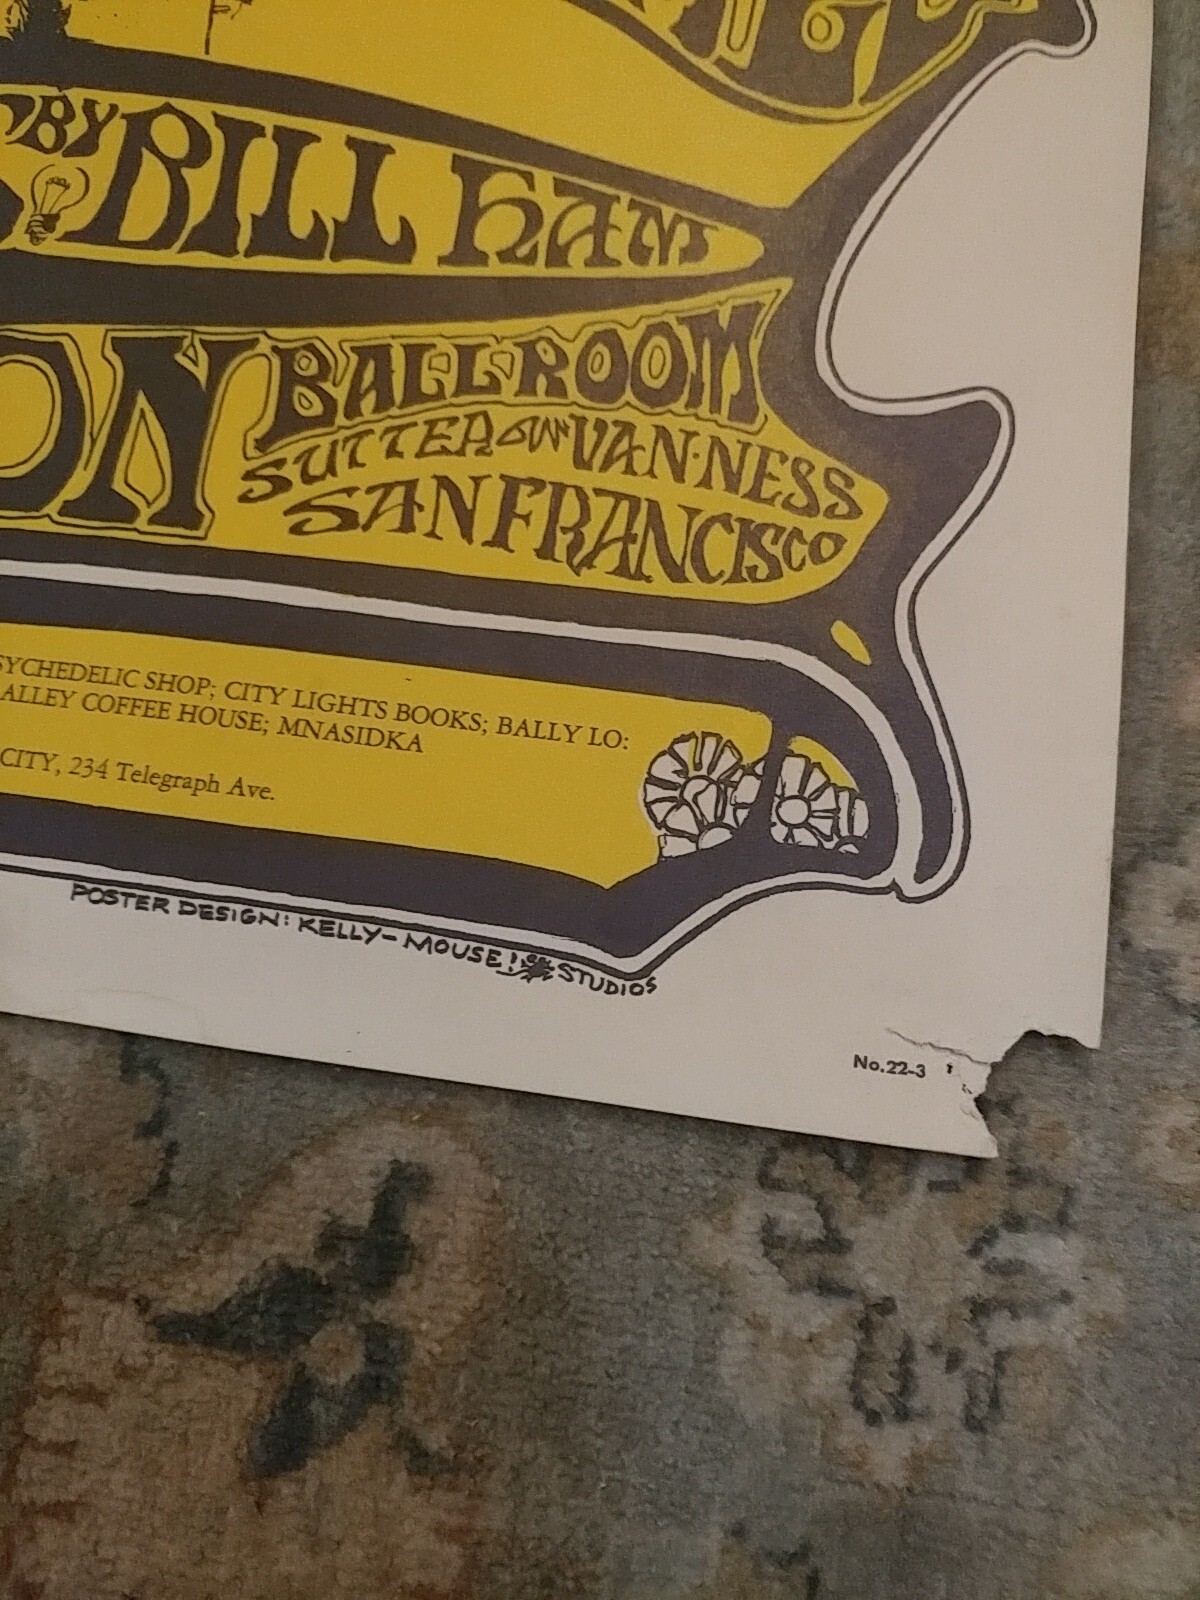 BY BILL HAM
ON BALLROOM
SUTTER ON VAN·NESS
SAN FRANCISCO
SYCHEDELIC SHOP; CITY LIGHTS BOOKS; BALLY LO:
ALLEY COFFEE HOUSE; MNASIDKA
CITY, 234 Telegraph Ave.
POSTER DESIGN: KELLY-MOUSE! STUDIOS
No.22-3